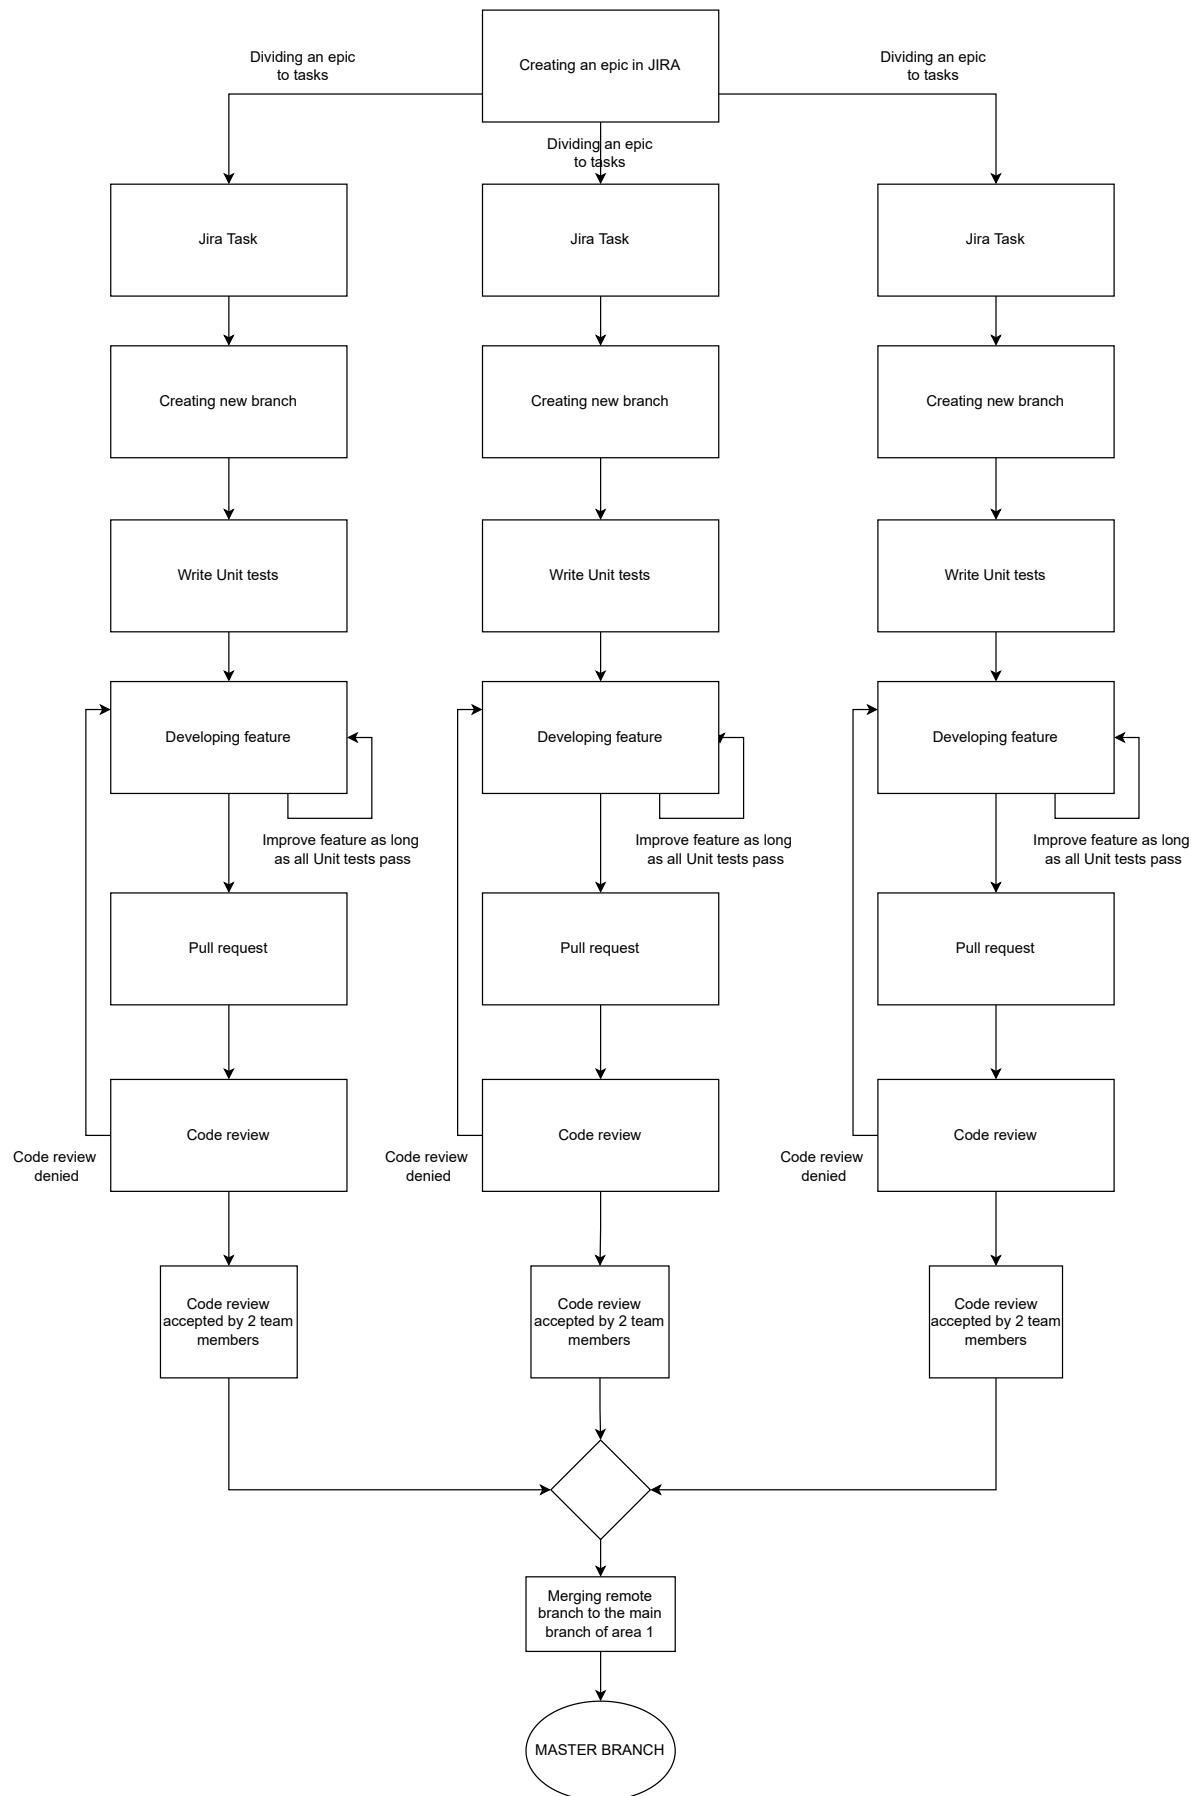 Creating an epic in JIRA
Dividing an epic
to tasks
Dividing an epic
to tasks
Dividing an epic
to tasks
Jira Task
Jira Task
Jira Task
Creating new branch
Creating new branch
Creating new branch
Write Unit tests
Write Unit tests
Write Unit tests
Developing feature
Developing feature
Developing feature
Improve feature as long
as all Unit tests pass
Improve feature as long
as all Unit tests pass
Improve feature as long
as all Unit tests pass
Pull request
Pull request
Pull request
Code review
Code review
Code review
Code review
denied
Code review
denied
Code review
denied
Code review
accepted by 2 team
members
Code review
accepted by 2 team
members
Code review
accepted by 2 team
members
Merging remote
branch to the main
branch of area 1
MASTER BRANCH